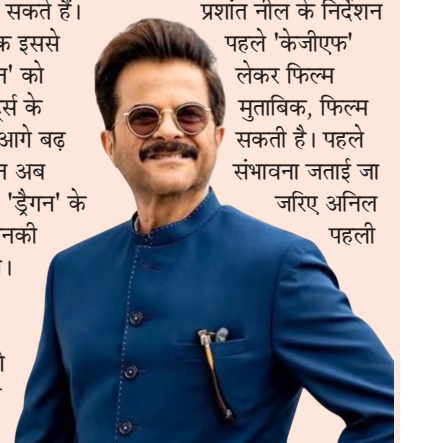 सकते हैं।
क इससे
न' को
र्स के
आगे बढ़
न अब
'ड्रैगन' के
नकी
।
प्रशांत नील के निर्देशन
पहले 'केजीएफ'
लेकर फिल्म
मुताबिक, फिल्म
सकती है। पहले
संभावना जताई जा
जरिए अनिल
पहली